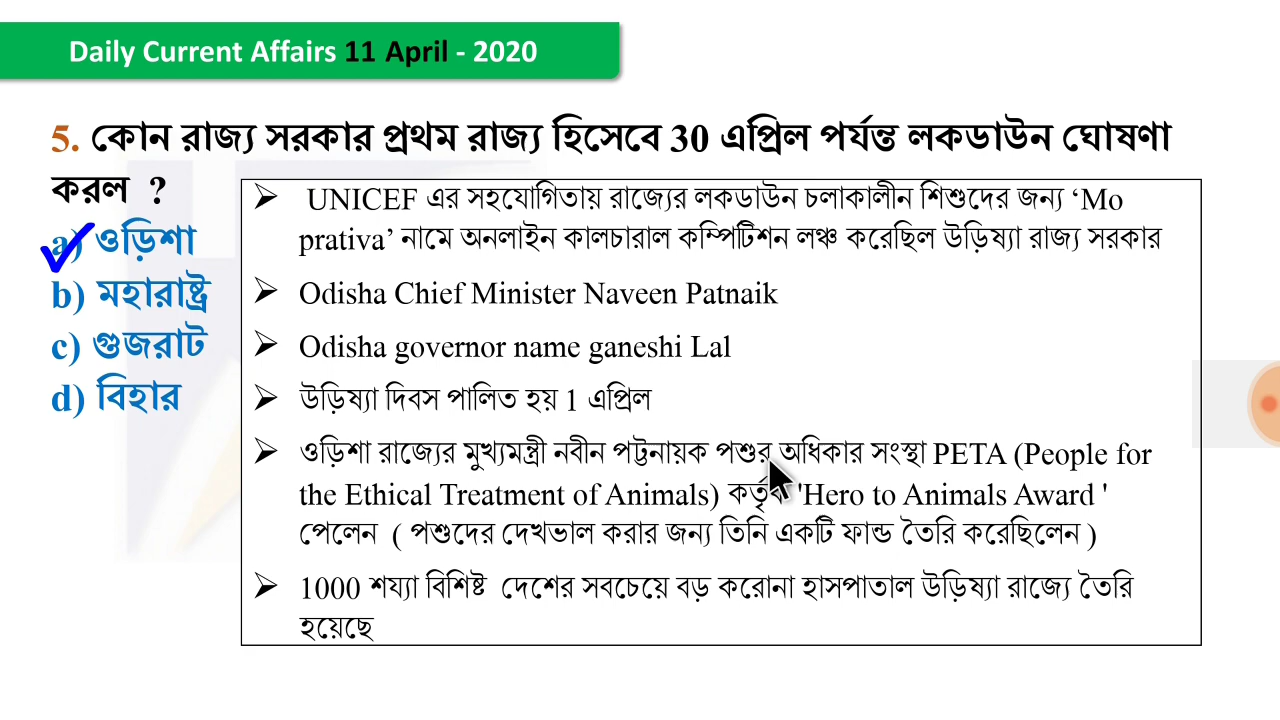 Daily Current Affairs 11 April - 2020
5. কোন রাজ্য সরকার প্রথম রাজ্য হিসেবে 30 এপ্রিল পর্যন্ত লকডাউন ঘোষণা
করল ?
a) ওড়িশা
b) মহারাষ্ট্র
c) গুজরাট
d) বিহার
➢ UNICEF এর সহযোগিতায় রাজ্যের লকডাউন চলাকালীন শিশুদের জন্য ‘Mo
prativa’ নামে অনলাইন কালচারাল কম্পিটিশন লঞ্চ করেছিল উড়িষ্যা রাজ্য সরকার
➢ Odisha Chief Minister Naveen Patnaik
➢ Odisha governor name ganeshi Lal
➢ উড়িষ্যা দিবস পালিত হয় 1 এপ্রিল
➢ ওড়িশা রাজ্যের মুখ্যমন্ত্রী নবীন পট্টনায়ক পশুর অধিকার সংস্থা PETA (People for
the Ethical Treatment of Animals) কর্তৃক 'Hero to Animals Award '
পেলেন ( পশুদের দেখভাল করার জন্য তিনি একটি ফান্ড তৈরি করেছিলেন )
➢ 1000 শয্যা বিশিষ্ট দেশের সবচেয়ে বড় করোনা হাসপাতাল উড়িষ্যা রাজ্যে তৈরি
হয়েছে